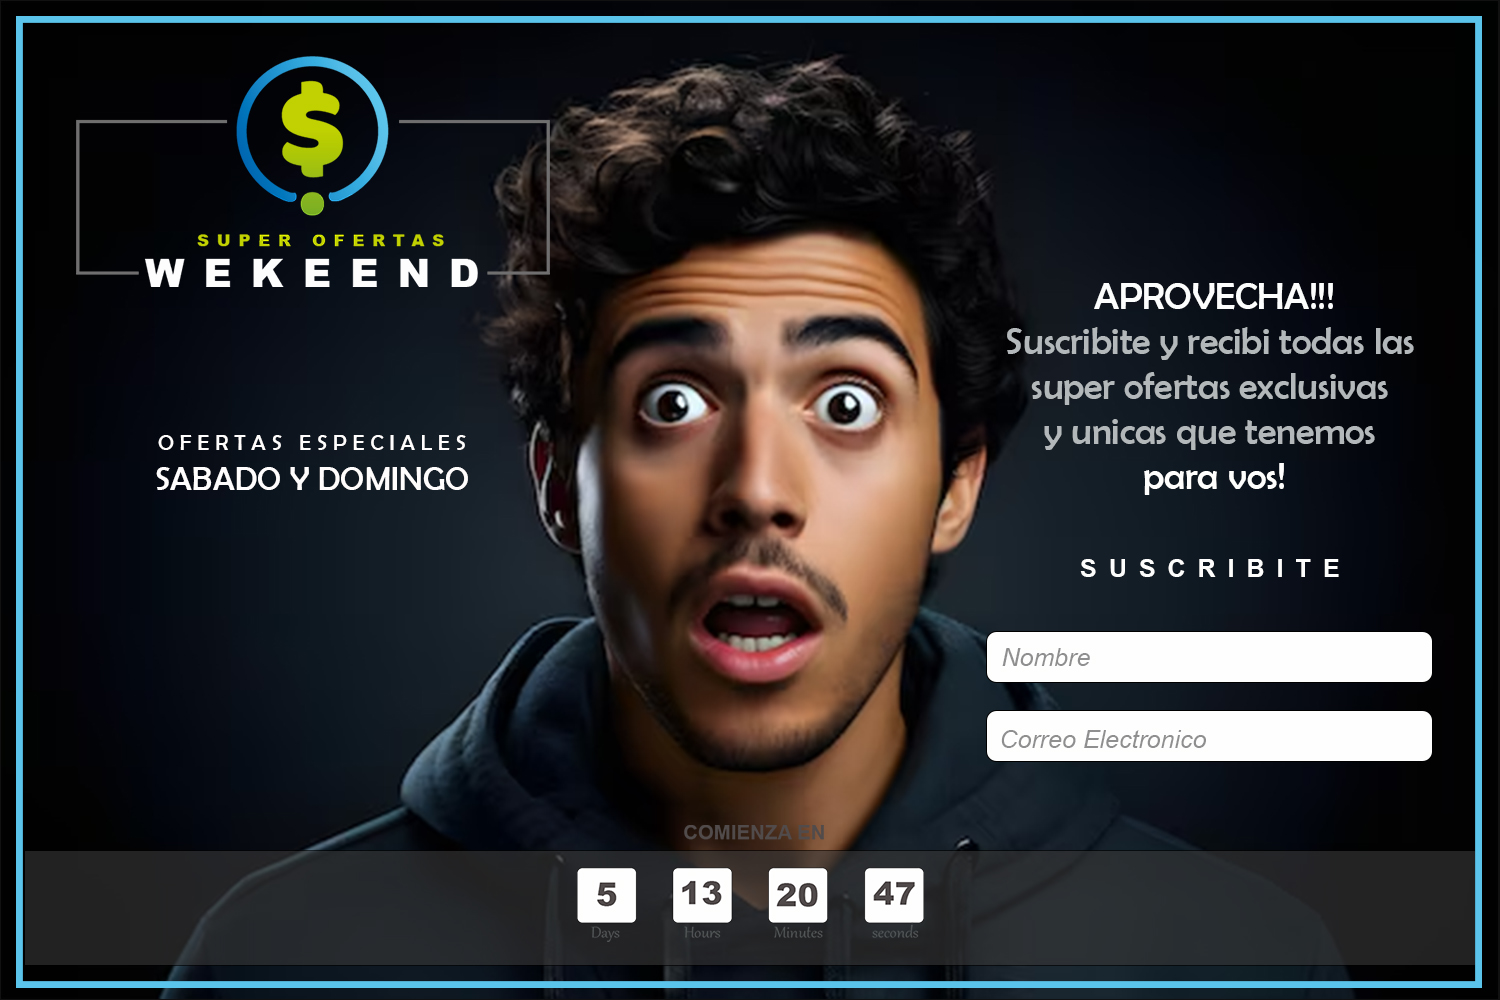 $
SUPER OFERTAS
WEKEEND
OFERTAS ESPECIALES
SABADO Y DOMINGO
APROVECHA!!!
Suscribite y recibi todas las
super ofertas exclusivas
y unicas que tenemos
para vos!
SUSCRIBITE
Nombre
Correo Electronico
COMIENZA EN
5 13 20 47
Days Hours Minutes seconds